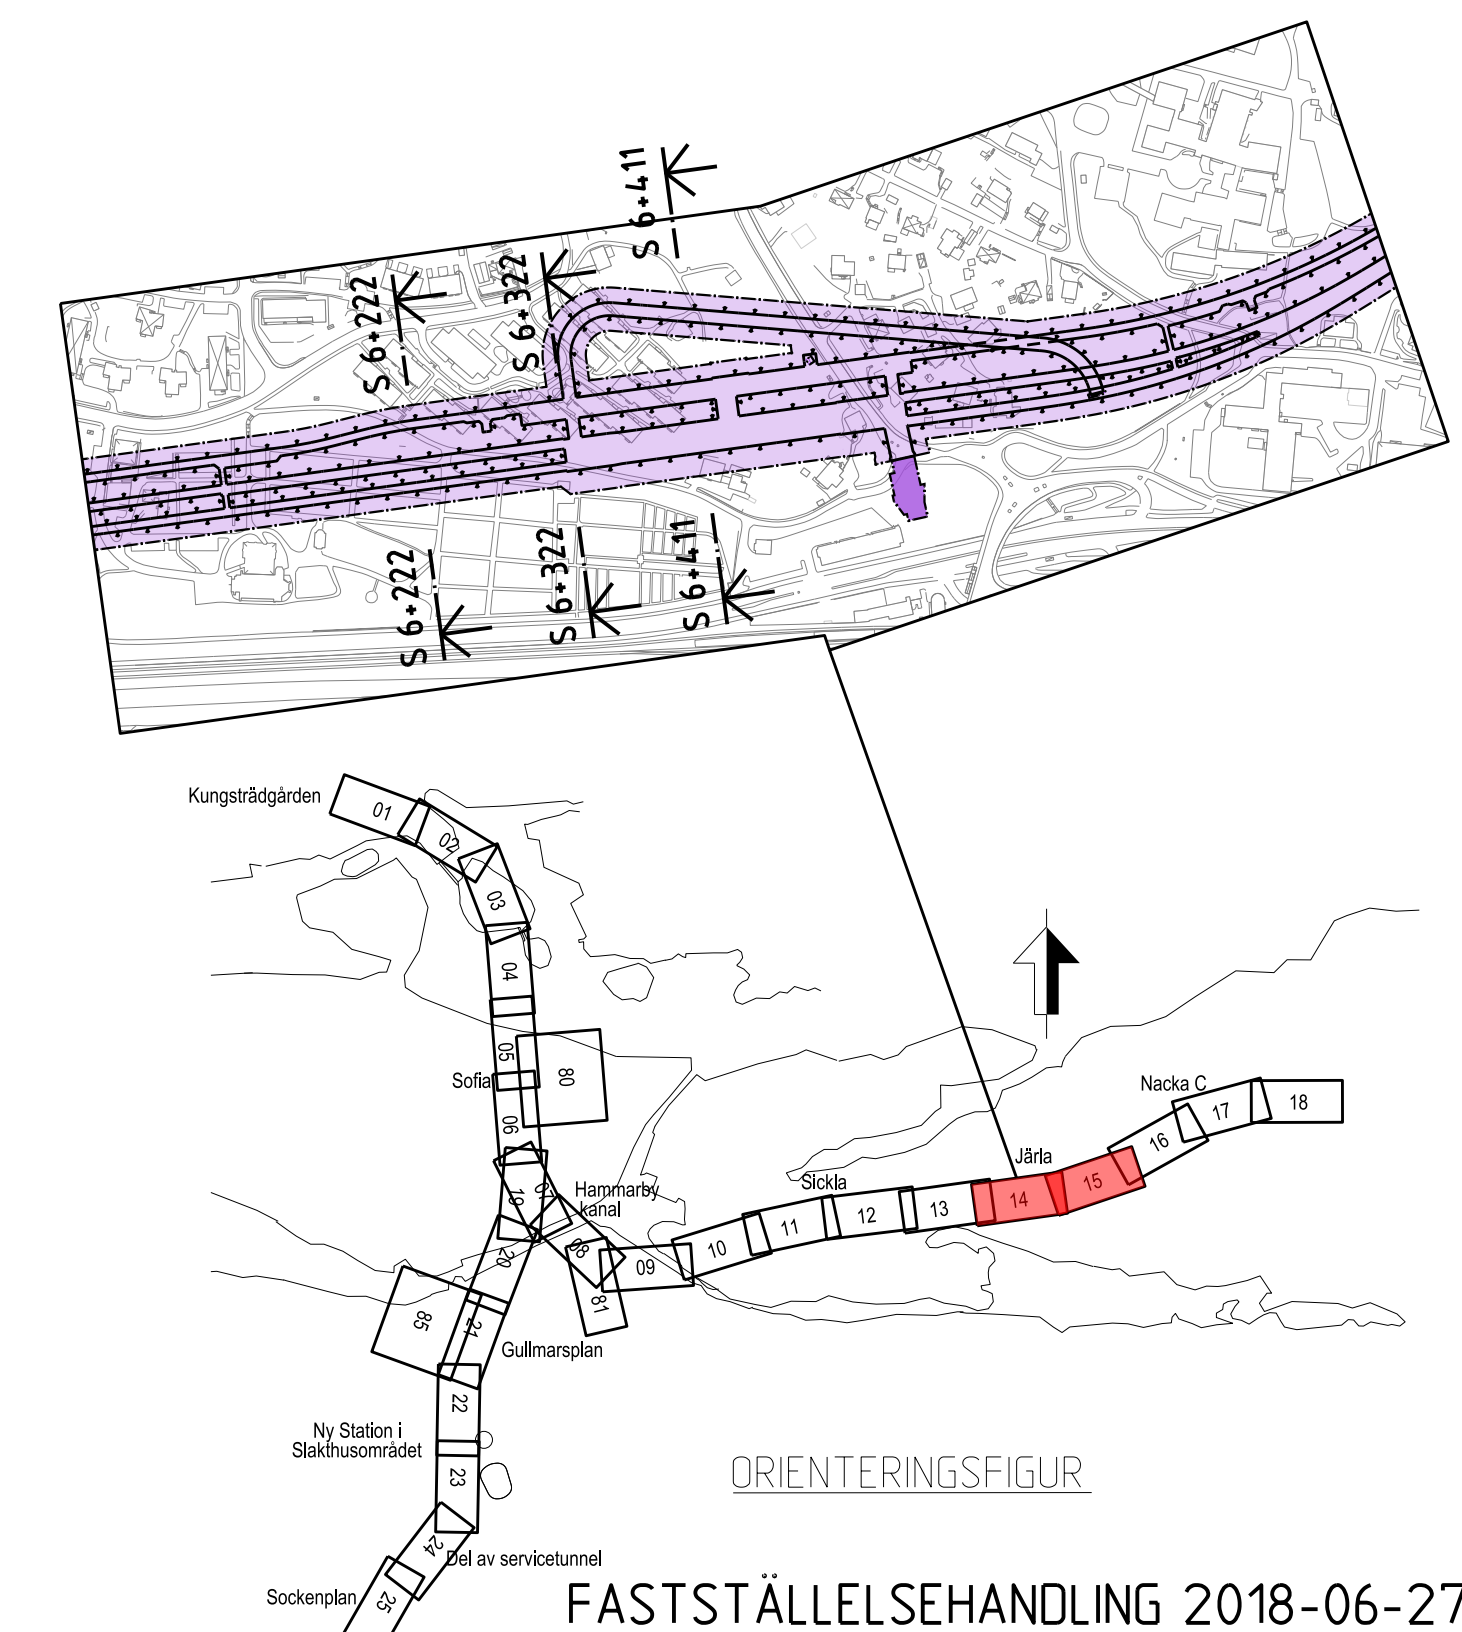 S 6+411
S 6+322
S 6+222
S 6+222
S 6+322
S 6+411
Kungsträdgården
01
02
03
04
05
Sofia
80
06
Nacka C
17
18
16
Järla
15
14
Sickla
13
12
11
10
19
07
Hammarby
kanal
08
09
20
81
85
21
Gullmarsplan
22
Ny Station i
Slakthusområdet
23
24
Del av servicetunnel
Sockenplan
25
ORIENTERINGSFIGUR
FASTSTÄLLELSEHANDLING 2018-06-27